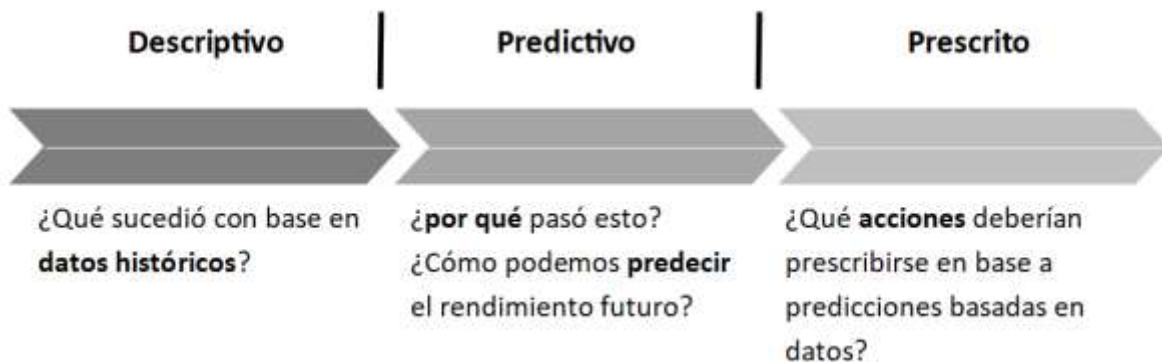 Descriptivo
Predictivo
Prescrito
¿Qué sucedió con base en
datos históricos?
¿por qué pasó esto?
¿Cómo podemos predecir
el rendimiento futuro?
¿Qué acciones deberían
prescribirse en base a
predicciones basadas en
datos?